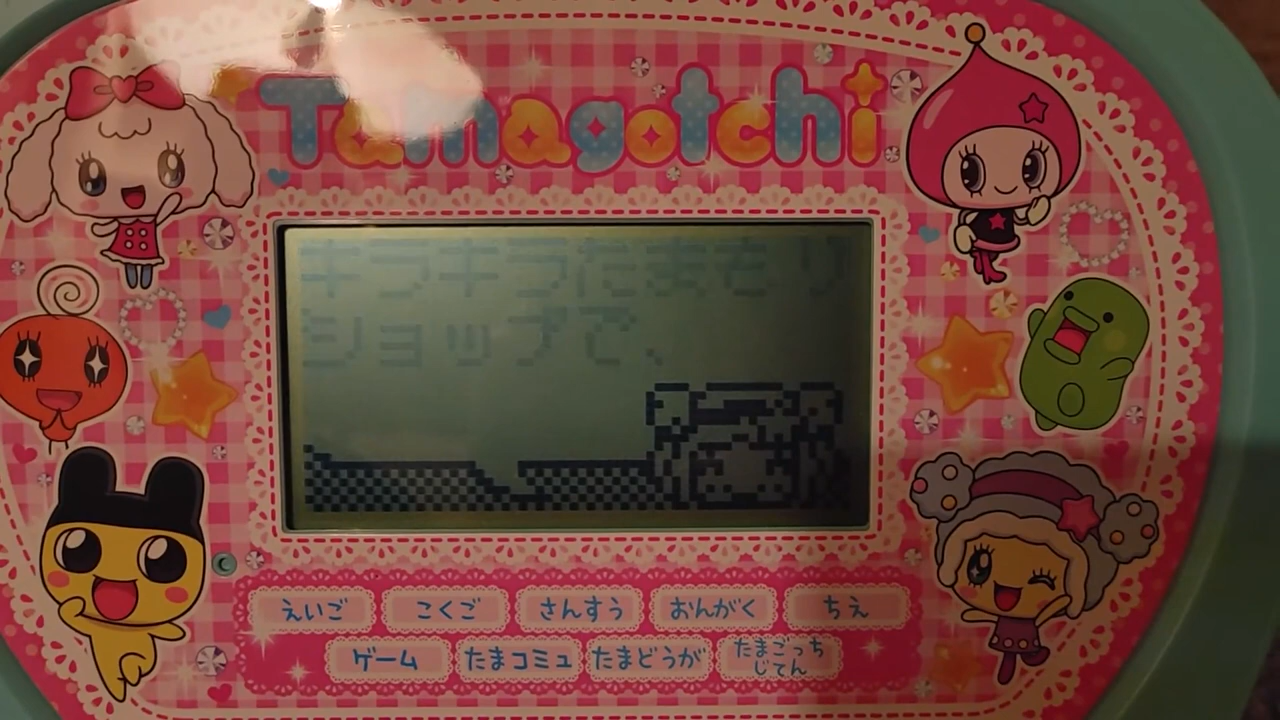 Tamagotchi
キラキラたまもり
ショップで、
えいご
こくご
さんすう
おんがく
ちえ
ゲーム
たまコミュ
たまどうが
たまごっち
じてん